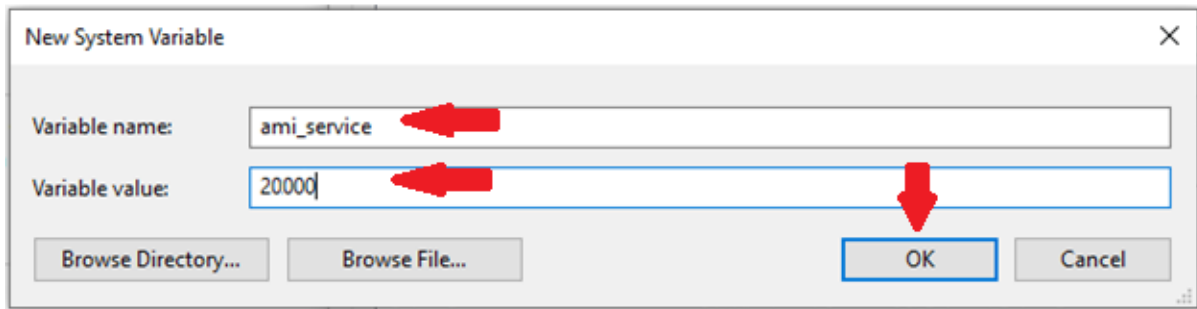 New System Variable
Variable name: ami_service
Variable value: 20000
Browse Directory... Browse File... OK Cancel